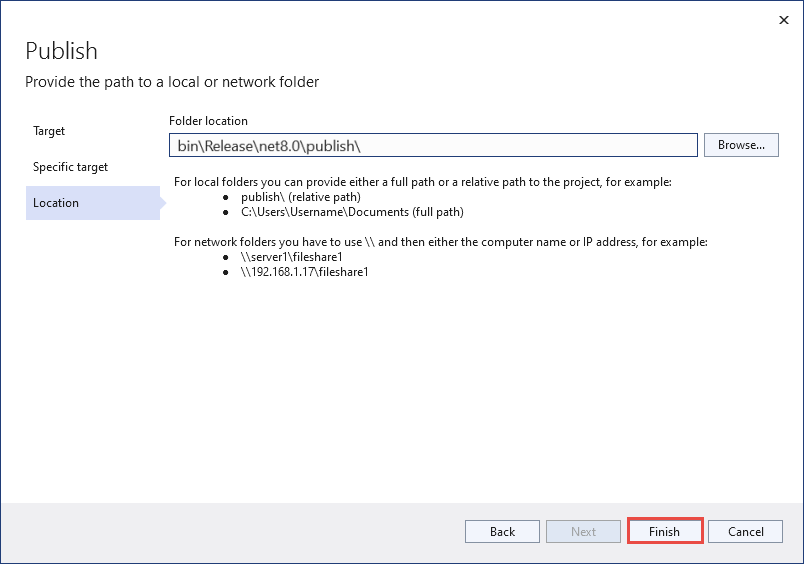 Publish
Provide the path to a local or network folder
Target
Specific target
Location
Folder location
bin\Release\net8.0\publish\
Browse...
For local folders you can provide either a full path or a relative path to the project, for example:
● publish\ (relative path)
● C:\Users\Username\Documents (full path)
For network folders you have to use \\ and then either the computer name or IP address, for example:
● \\server1\fileshare1
● \\192.168.1.17\fileshare1
Back
Next
Finish
Cancel